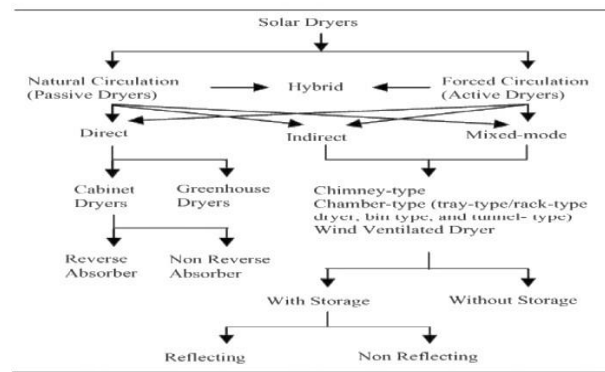 Solar Dryers
Natural Circulation
(Passive Dryers)
Hybrid
Forced Circulation
(Active Dryers)
Direct
Indirect
Mixed-mode
Cabinet
Dryers
Greenhouse
Dryers
Chimney-type
Chamber-type (tray-type/rack-type
dryer, bin type, and tunnel- type)
Wind Ventilated Dryer
Reverse
Absorber
Non Reverse
Absorber
With Storage
Without Storage
Reflecting
Non Reflecting